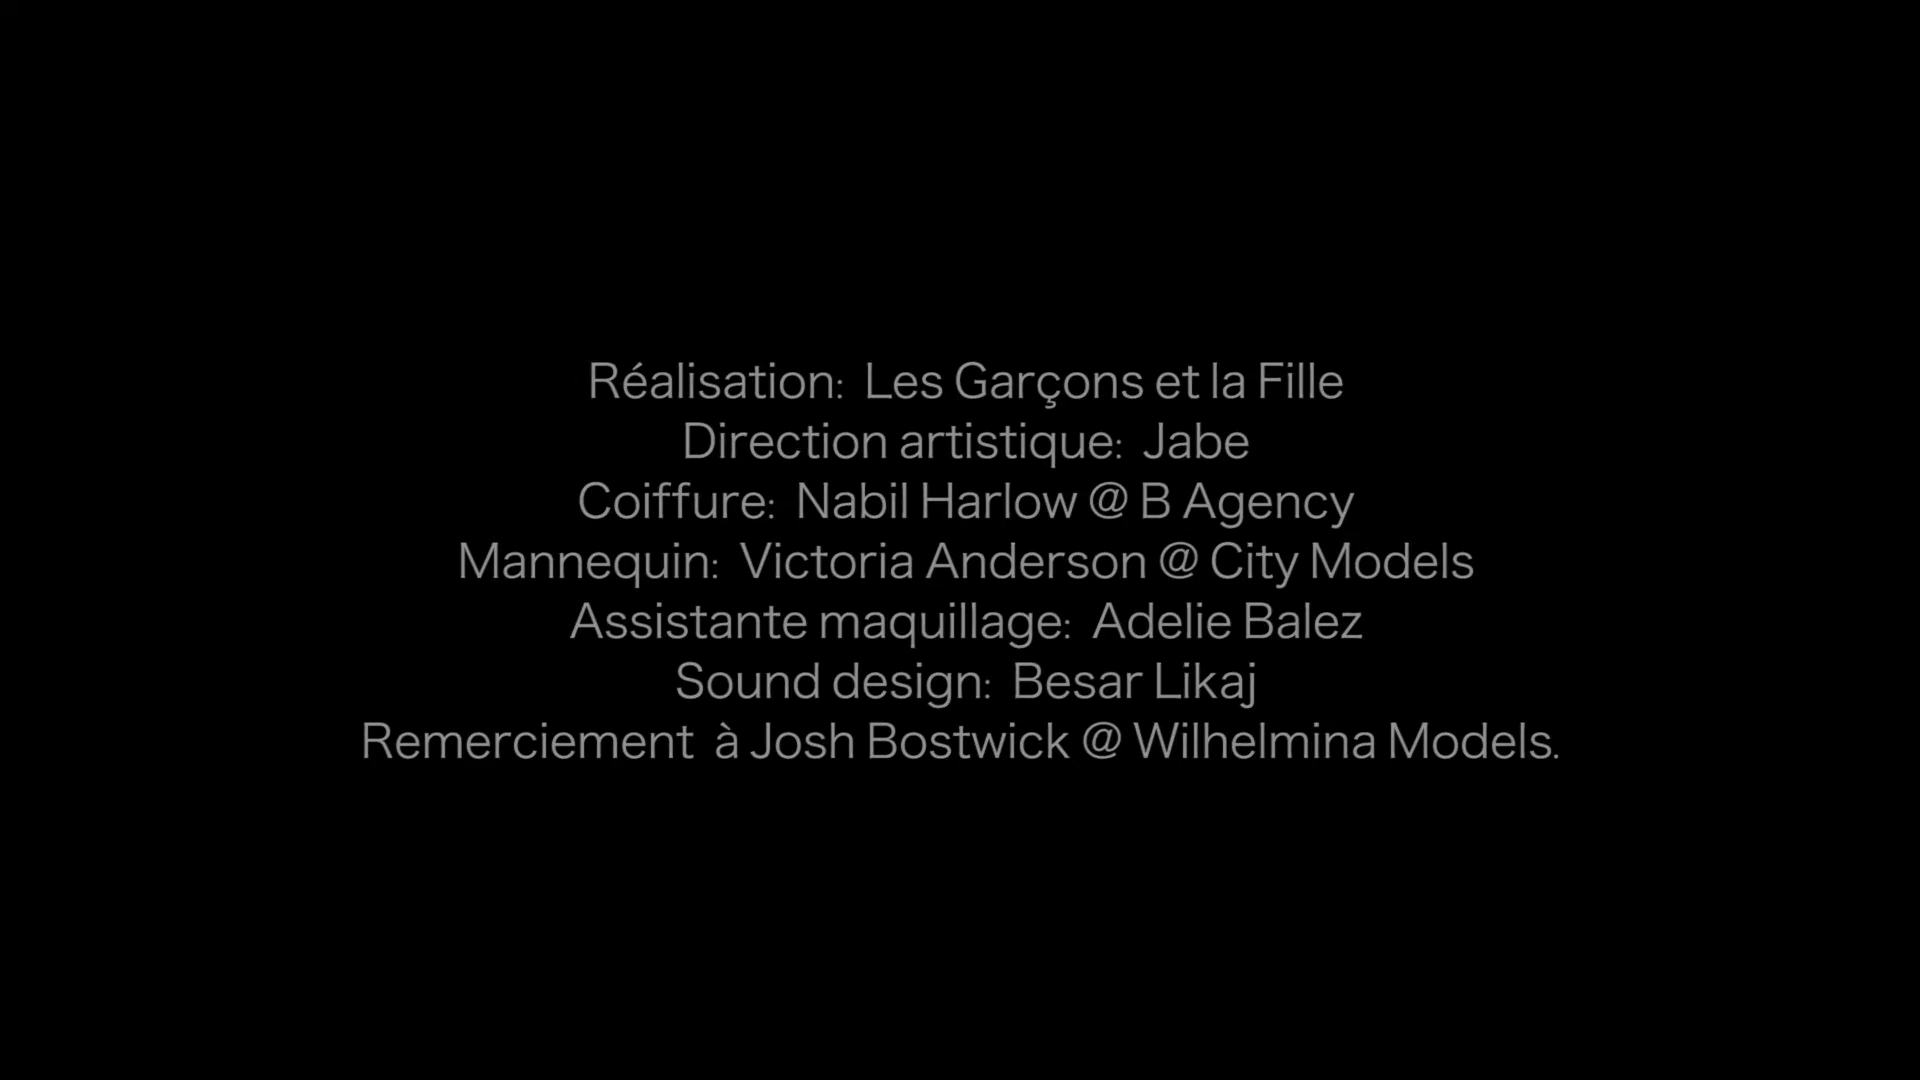 Réalisation: Les Garçons et la Fille
Direction artistique: Jabe
Coiffure: Nabil Harlow @ B Agency
Mannequin: Victoria Anderson @ City Models
Assistante maquillage: Adelie Balez
Sound design: Besar Likaj
Remerciement à Josh Bostwick @ Wilhelmina Models.